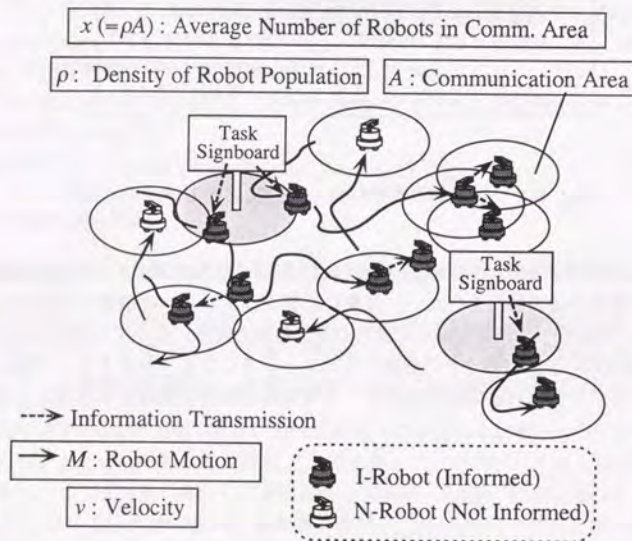 x (=ρA) : Average Number of Robots in Comm. Area
ρ : Density of Robot Population
A : Communication Area
Task
Signboard
Task
Signboard
Information Transmission
M : Robot Motion
v : Velocity
I-Robot (Informed)
N-Robot (Not Informed)